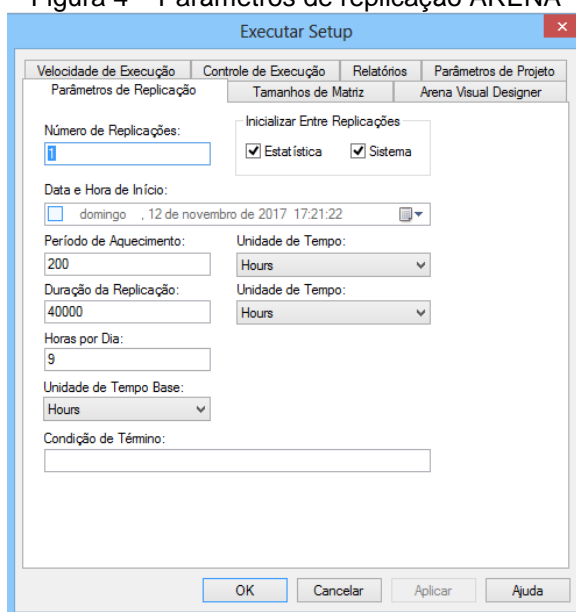 Figura 4 – Parâmetros de replicação ARENA
Executar Setup
Velocidade de Execução Controle de Execução Relatórios Parâmetros de Projeto
Parâmetros de Replicação Tamanhos de Matriz Arena Visual Designer
Número de Replicações: Inicializar Entre Replicações
1 Estatística Sistema
Data e Hora de Início:
domingo , 12 de novembro de 2017 17:21:22
Período de Aquecimento: Unidade de Tempo:
200 Hours
Duração da Replicação: Unidade de Tempo:
40000 Hours
Horas por Dia:
9
Unidade de Tempo Base:
Hours
Condição de Término:
OK Cancelar Aplicar Ajuda